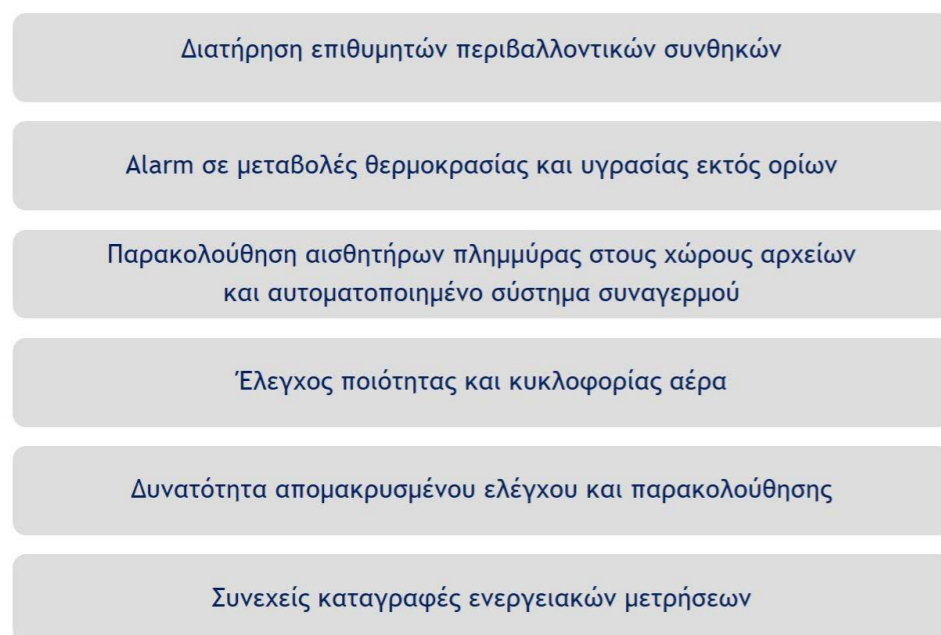 Διατήρηση επιθυμητών περιβαλλοντικών συνθηκών
Alarm σε μεταβολές θερμοκρασίας και υγρασίας εκτός ορίων
Παρακολούθηση αισθητήρων πλημμύρας στους χώρους αρχείων
και αυτοματοποιημένο σύστημα συναγερμού
Έλεγχος ποιότητας και κυκλοφορίας αέρα
Δυνατότητα απομακρυσμένου ελέγχου και παρακολούθησης
Συνεχείς καταγραφές ενεργειακών μετρήσεων